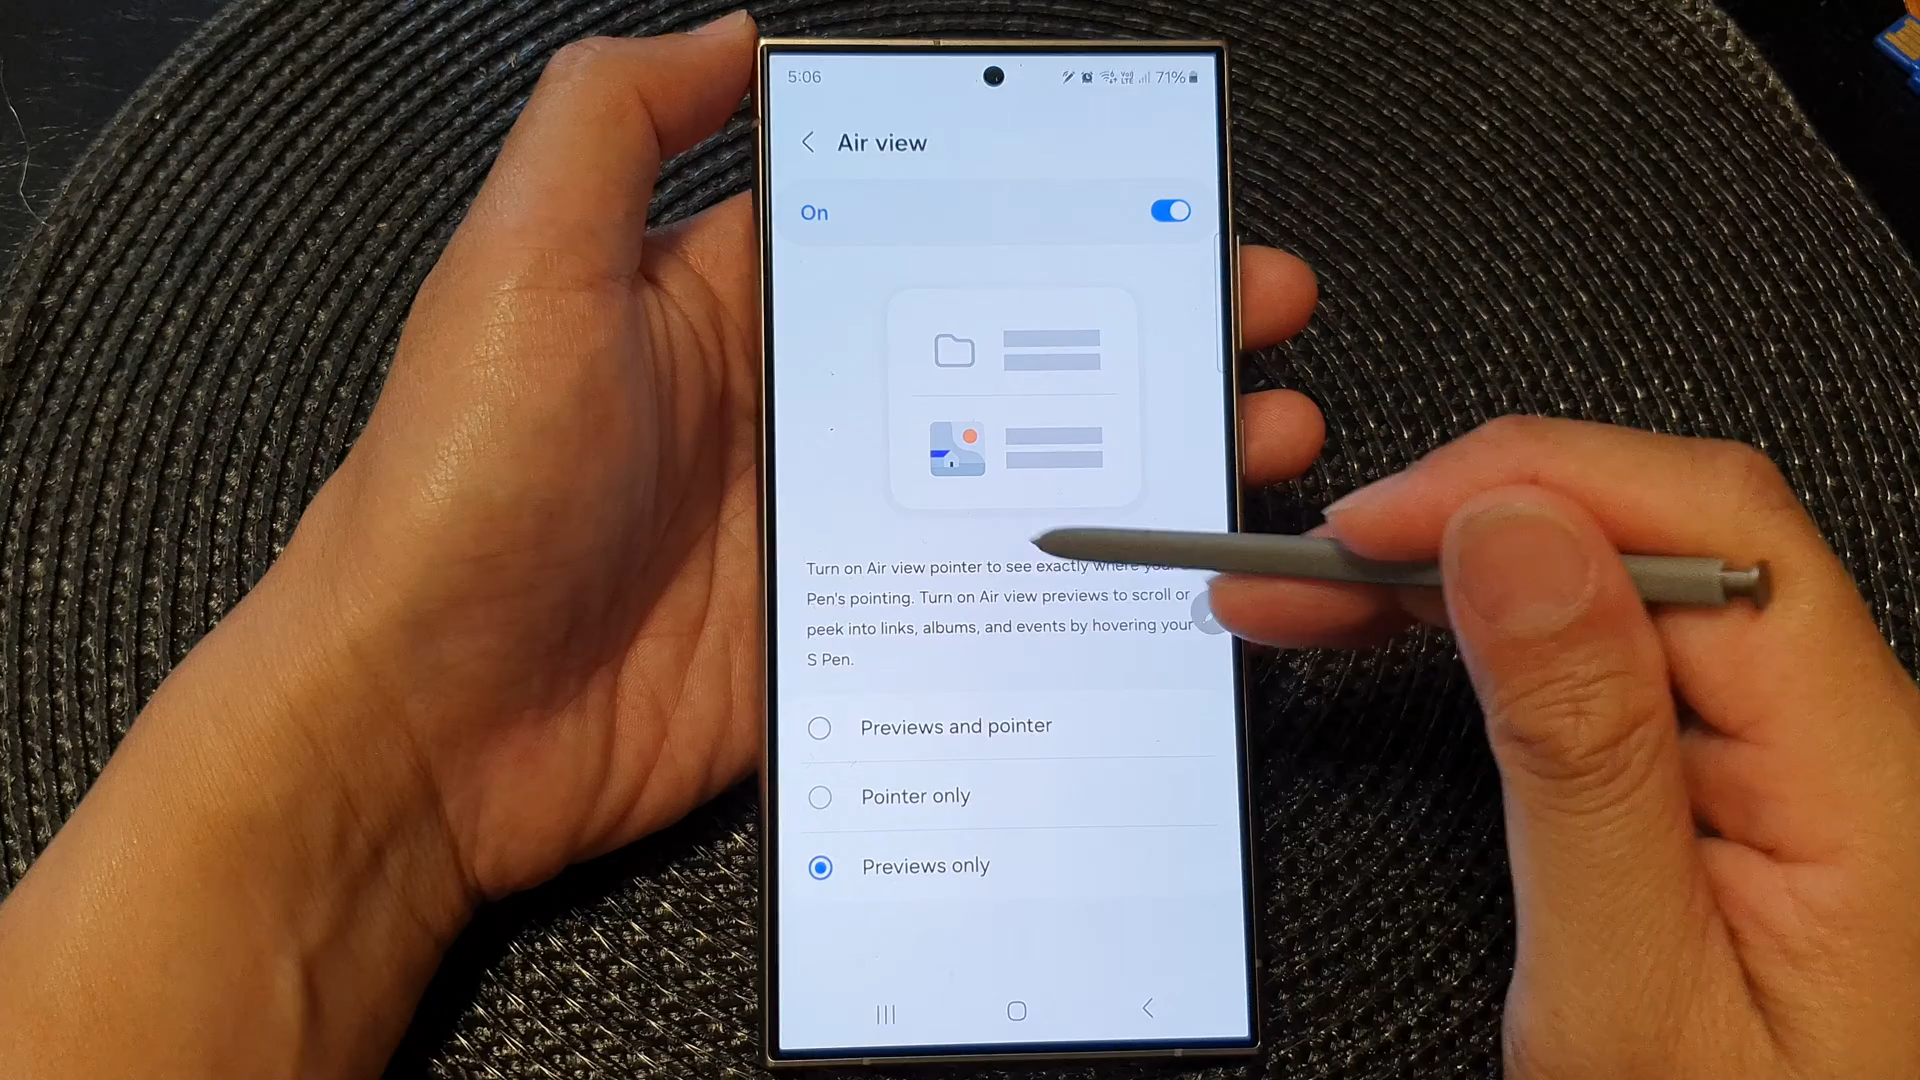 5:06
71%
Air view
On
Turn on Air view pointer to see exactly where your
Pen's pointing. Turn on Air view previews to scroll or
peek into links, albums, and events by hovering your
S Pen.
Previews and pointer
Pointer only
Previews only